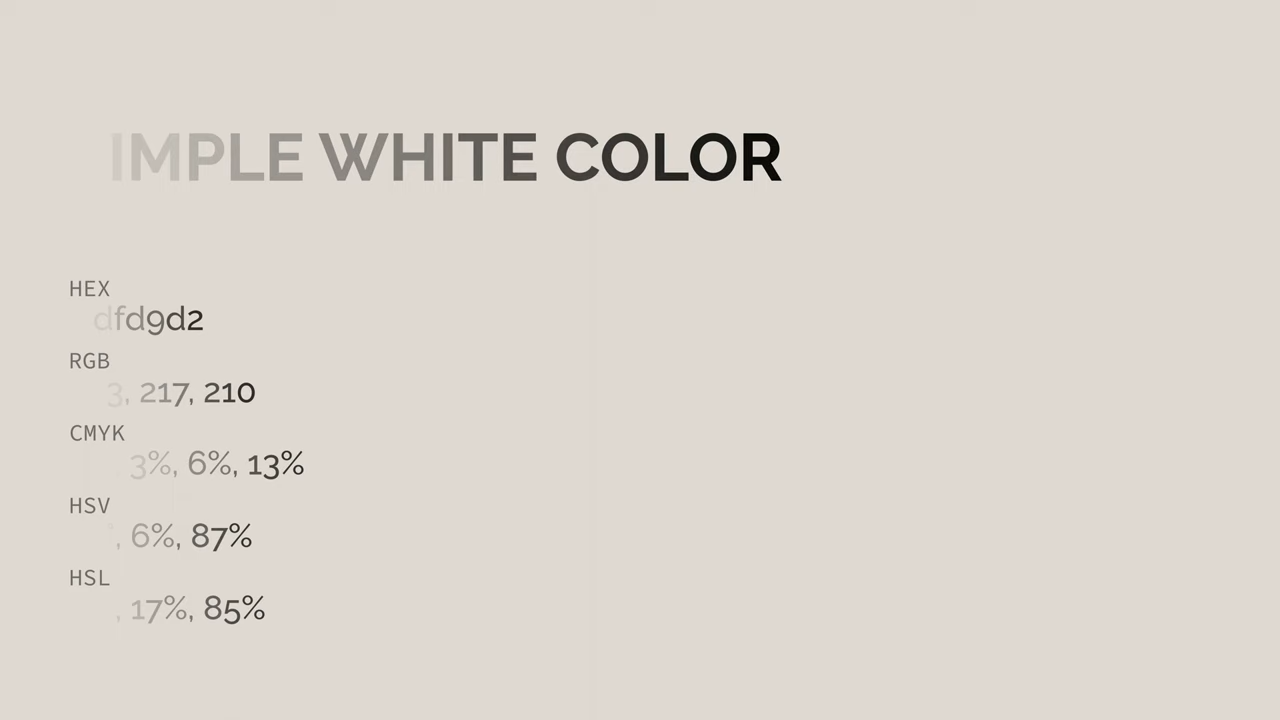 IMPLE WHITE COLOR
HEX
dfd9d2
RGB
3, 217, 210
CMYK
, 3%, 6%, 13%
HSV
°, 6%, 87%
HSL
, 17%, 85%